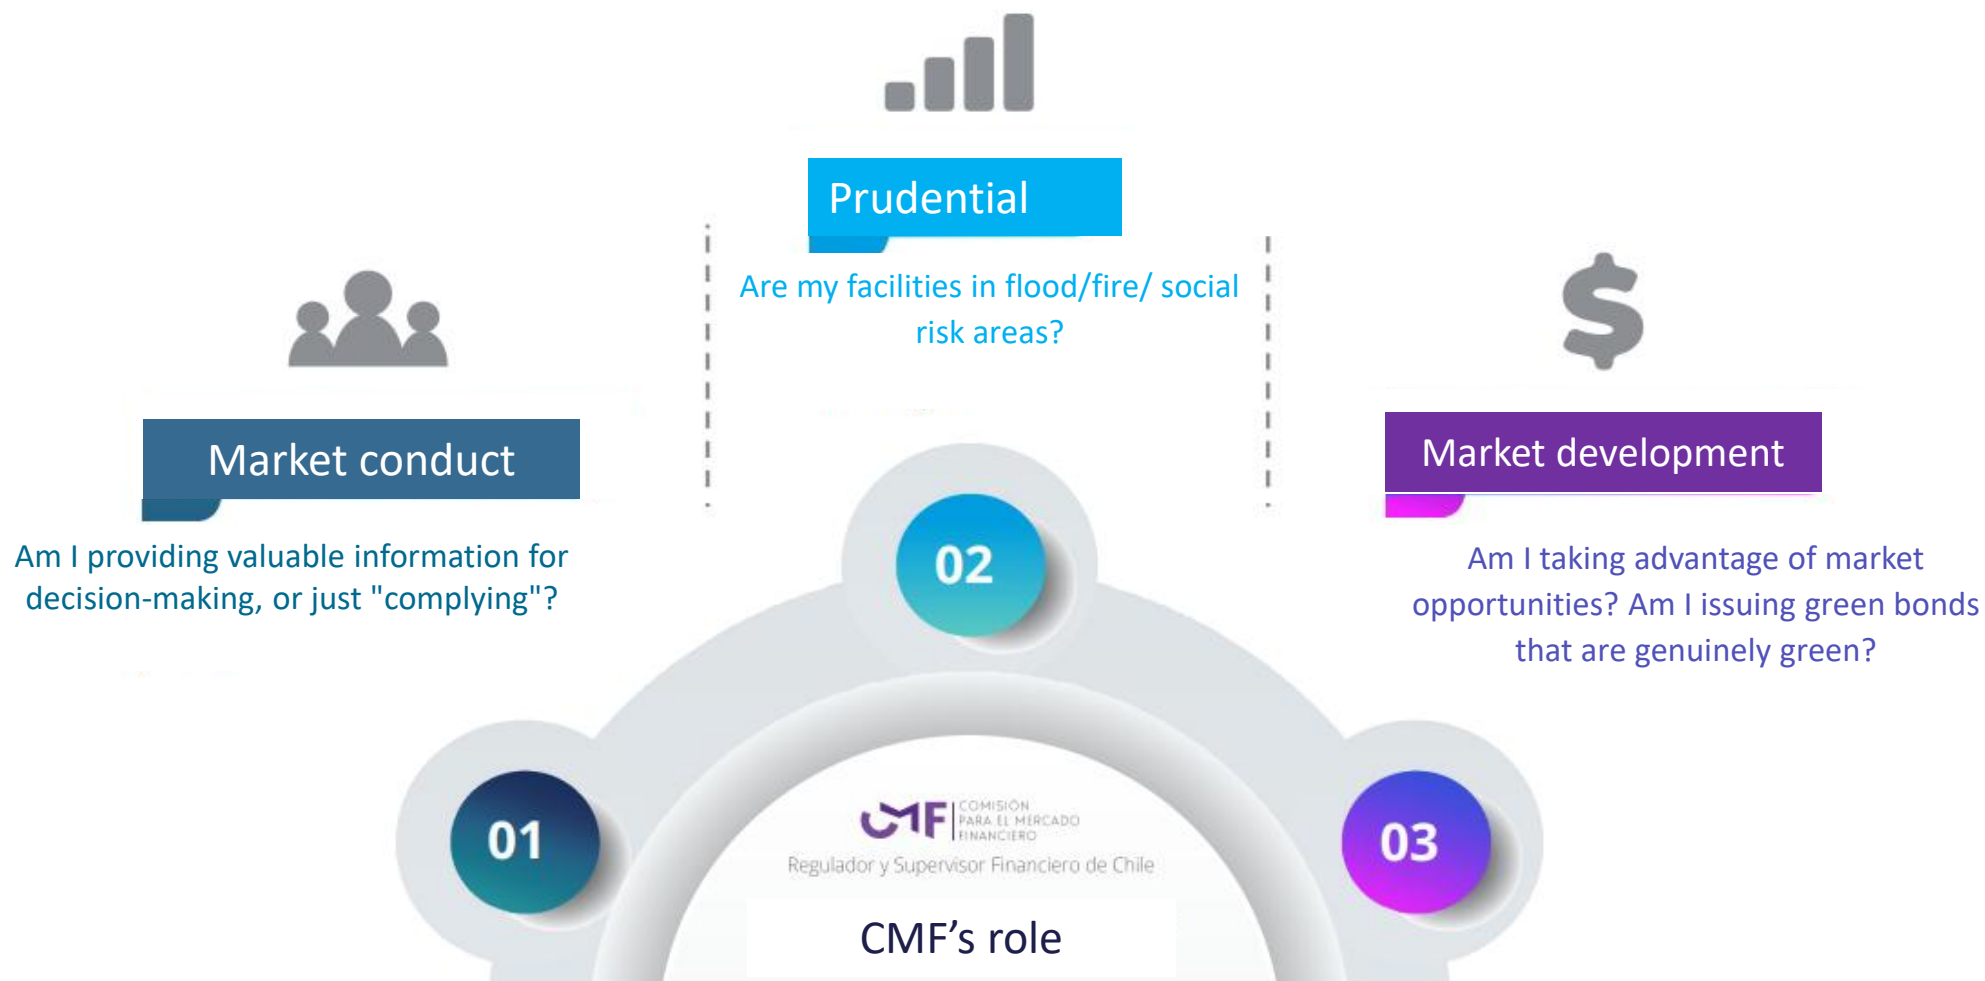 Prudential
Are my facilities in flood/fire/ social
risk areas?
Market conduct
Am I providing valuable information for
decision-making, or just "complying"?
Market development
Am I taking advantage of market
opportunities? Am I issuing green bonds
that are genuinely green?
02
01
03
CMF
COMISIÓN
PARA EL MERCADO
FINANCIERO
Regulador y Supervisor Financiero de Chile
CMF’s role